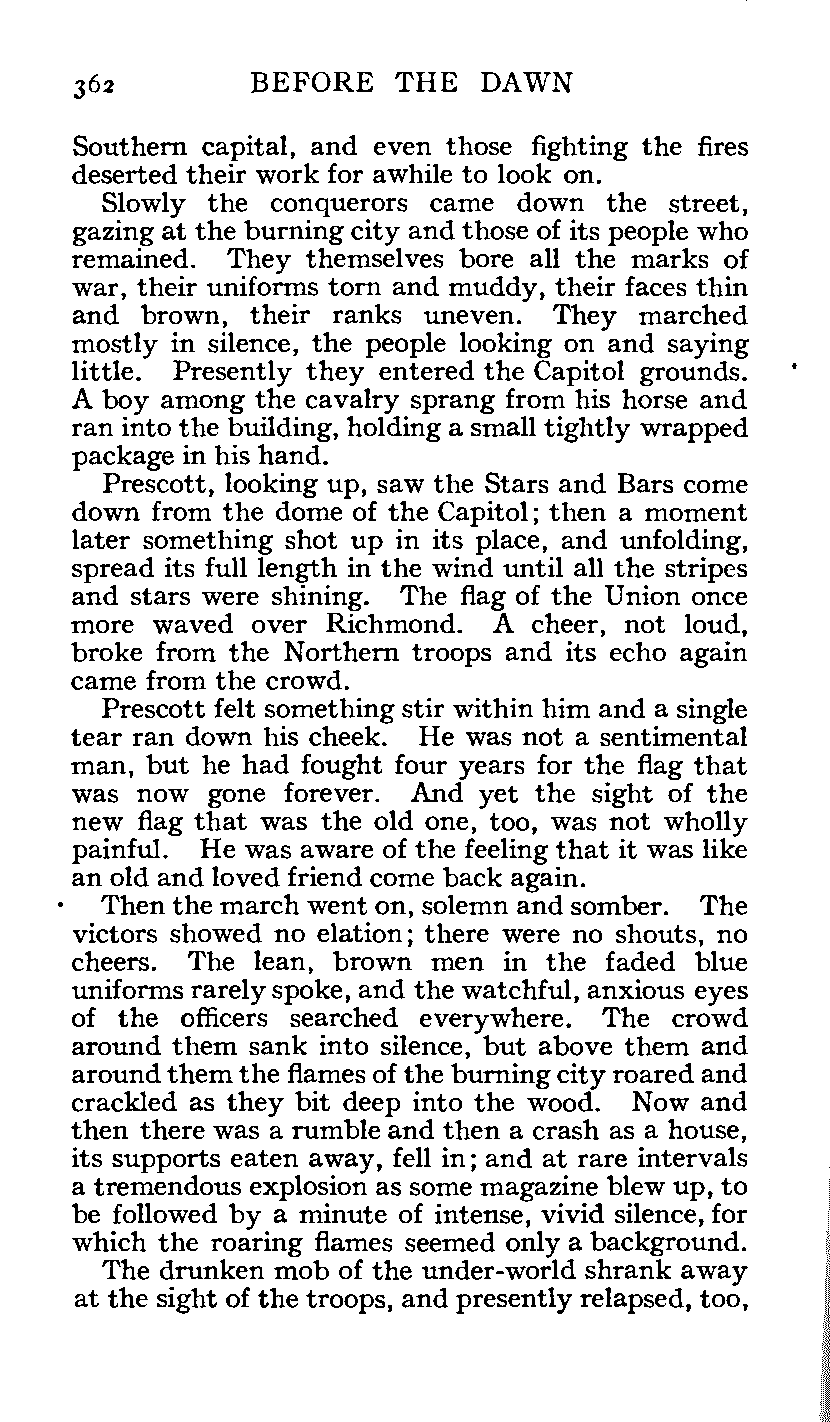 362 BEFORE THE DAWN
Southern capital, and even those fighting the fires
deserted their work for awhile to look on.
Slowly the conquerors came down the street,
gazing at the burning city and those of its people who
remained. They themselves bore all the marks of
war, their uniforms torn and muddy, their faces thin
and brown, their ranks uneven. They marched
mostly in silence, the people looking on and saying
little. Presently they entered the Capitol grounds.
A boy among the cavalry sprang from his horse and
ran into the building, holding a small tightly wrapped
package in his hand.
Prescott, looking up, saw the Stars and Bars come
down from the dome of the Capitol; then a moment
later something shot up in its place, and unfolding,
spread its full length in the wind until all the stripes
and stars were shining. The flag of the Union once
more waved over Richmond. A cheer, not loud,
broke from the Northern troops and its echo again
came from the crowd.
Prescott felt something stir within him and a single
tear ran down his cheek. He was not a sentimental
man, but he had fought four years for the flag that
was now gone forever. And yet the sight of the
new flag that was the old one, too, was not wholly
painful. He was aware of the feeling that it was like
an old and loved friend come back again.
Then the march went on, solemn and somber. The
victors showed no elation; there were no shouts, no
cheers. The lean, brown men in the faded blue
uniforms rarely spoke, and the watchful, anxious eyes
of the officers searched everywhere. The crowd
around them sank into silence, but above them and
around them the flames of the burning city roared and
crackled as they bit deep into the wood. Now and
then there was a rumble and then a crash as a house,
its supports eaten away, fell in; and at rare intervals
a tremendous explosion as some magazine blew up, to
be followed by a minute of intense, vivid silence, for
which the roaring flames seemed only a background.
The drunken mob of the under-world shrank away
at the sight of the troops, and presently relapsed, too,